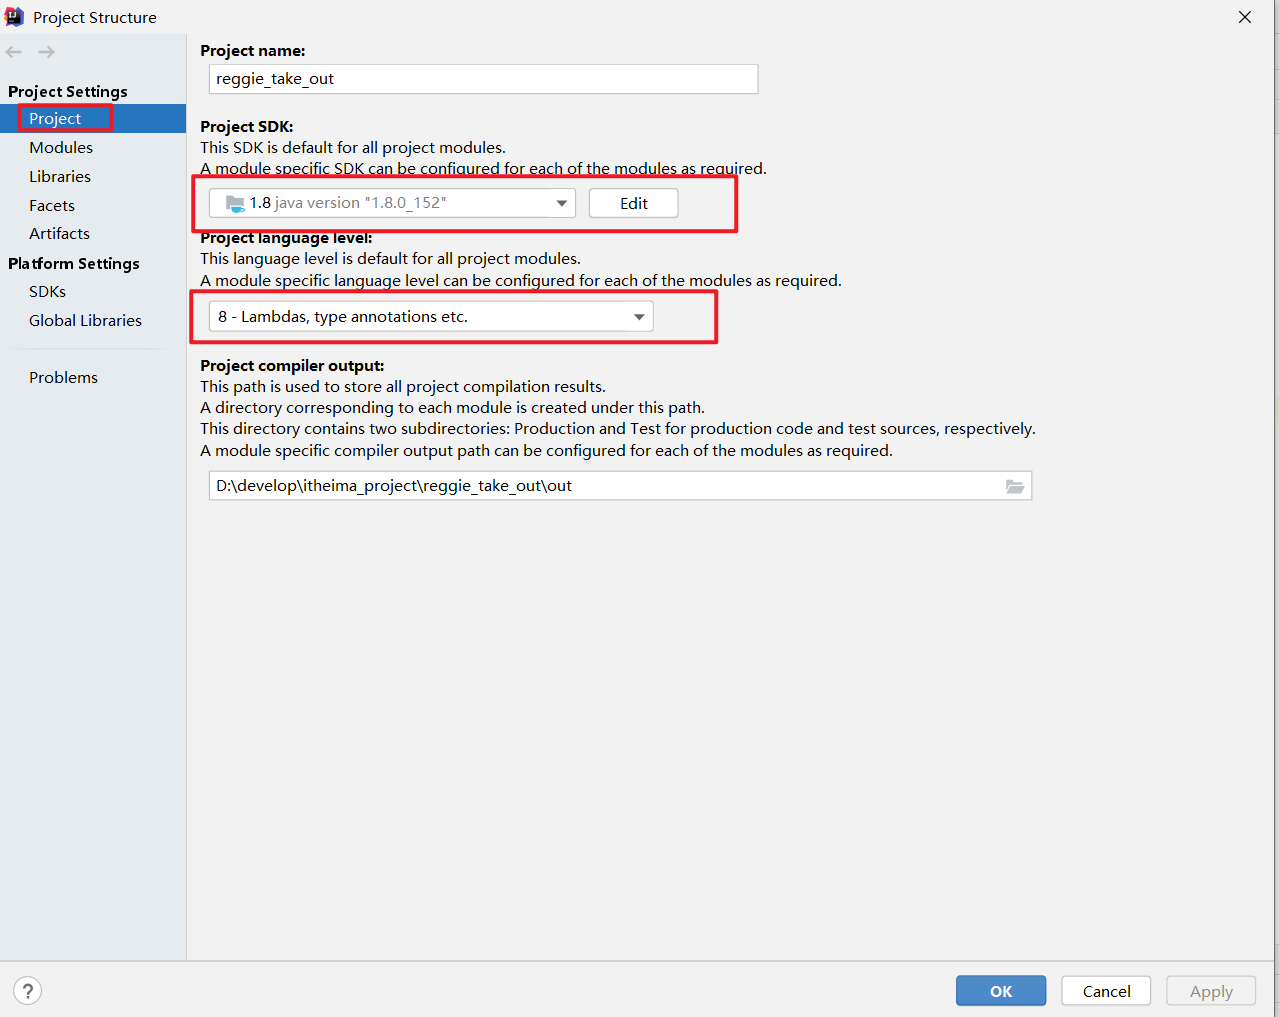 Project Structure
Project Settings
Project
Modules
Libraries
Facets
Artifacts
Platform Settings
SDKs
Global Libraries
Problems
Project name:
reggie_take_out
Project SDK:
This SDK is default for all project modules.
A module specific SDK can be configured for each of the modules as required.
1.8 java version "1.8.0_152"
Edit
Project language level:
This language level is default for all project modules.
A module specific language level can be configured for each of the modules as required.
8 - Lambdas, type annotations etc.
Project compiler output:
This path is used to store all project compilation results.
A directory corresponding to each module is created under this path.
This directory contains two subdirectories: Production and Test for production code and test sources, respectively.
A module specific compiler output path can be configured for each of the modules as required.
D:\develop\itheima_project\reggie_take_out\out
?
OK
Cancel
Apply